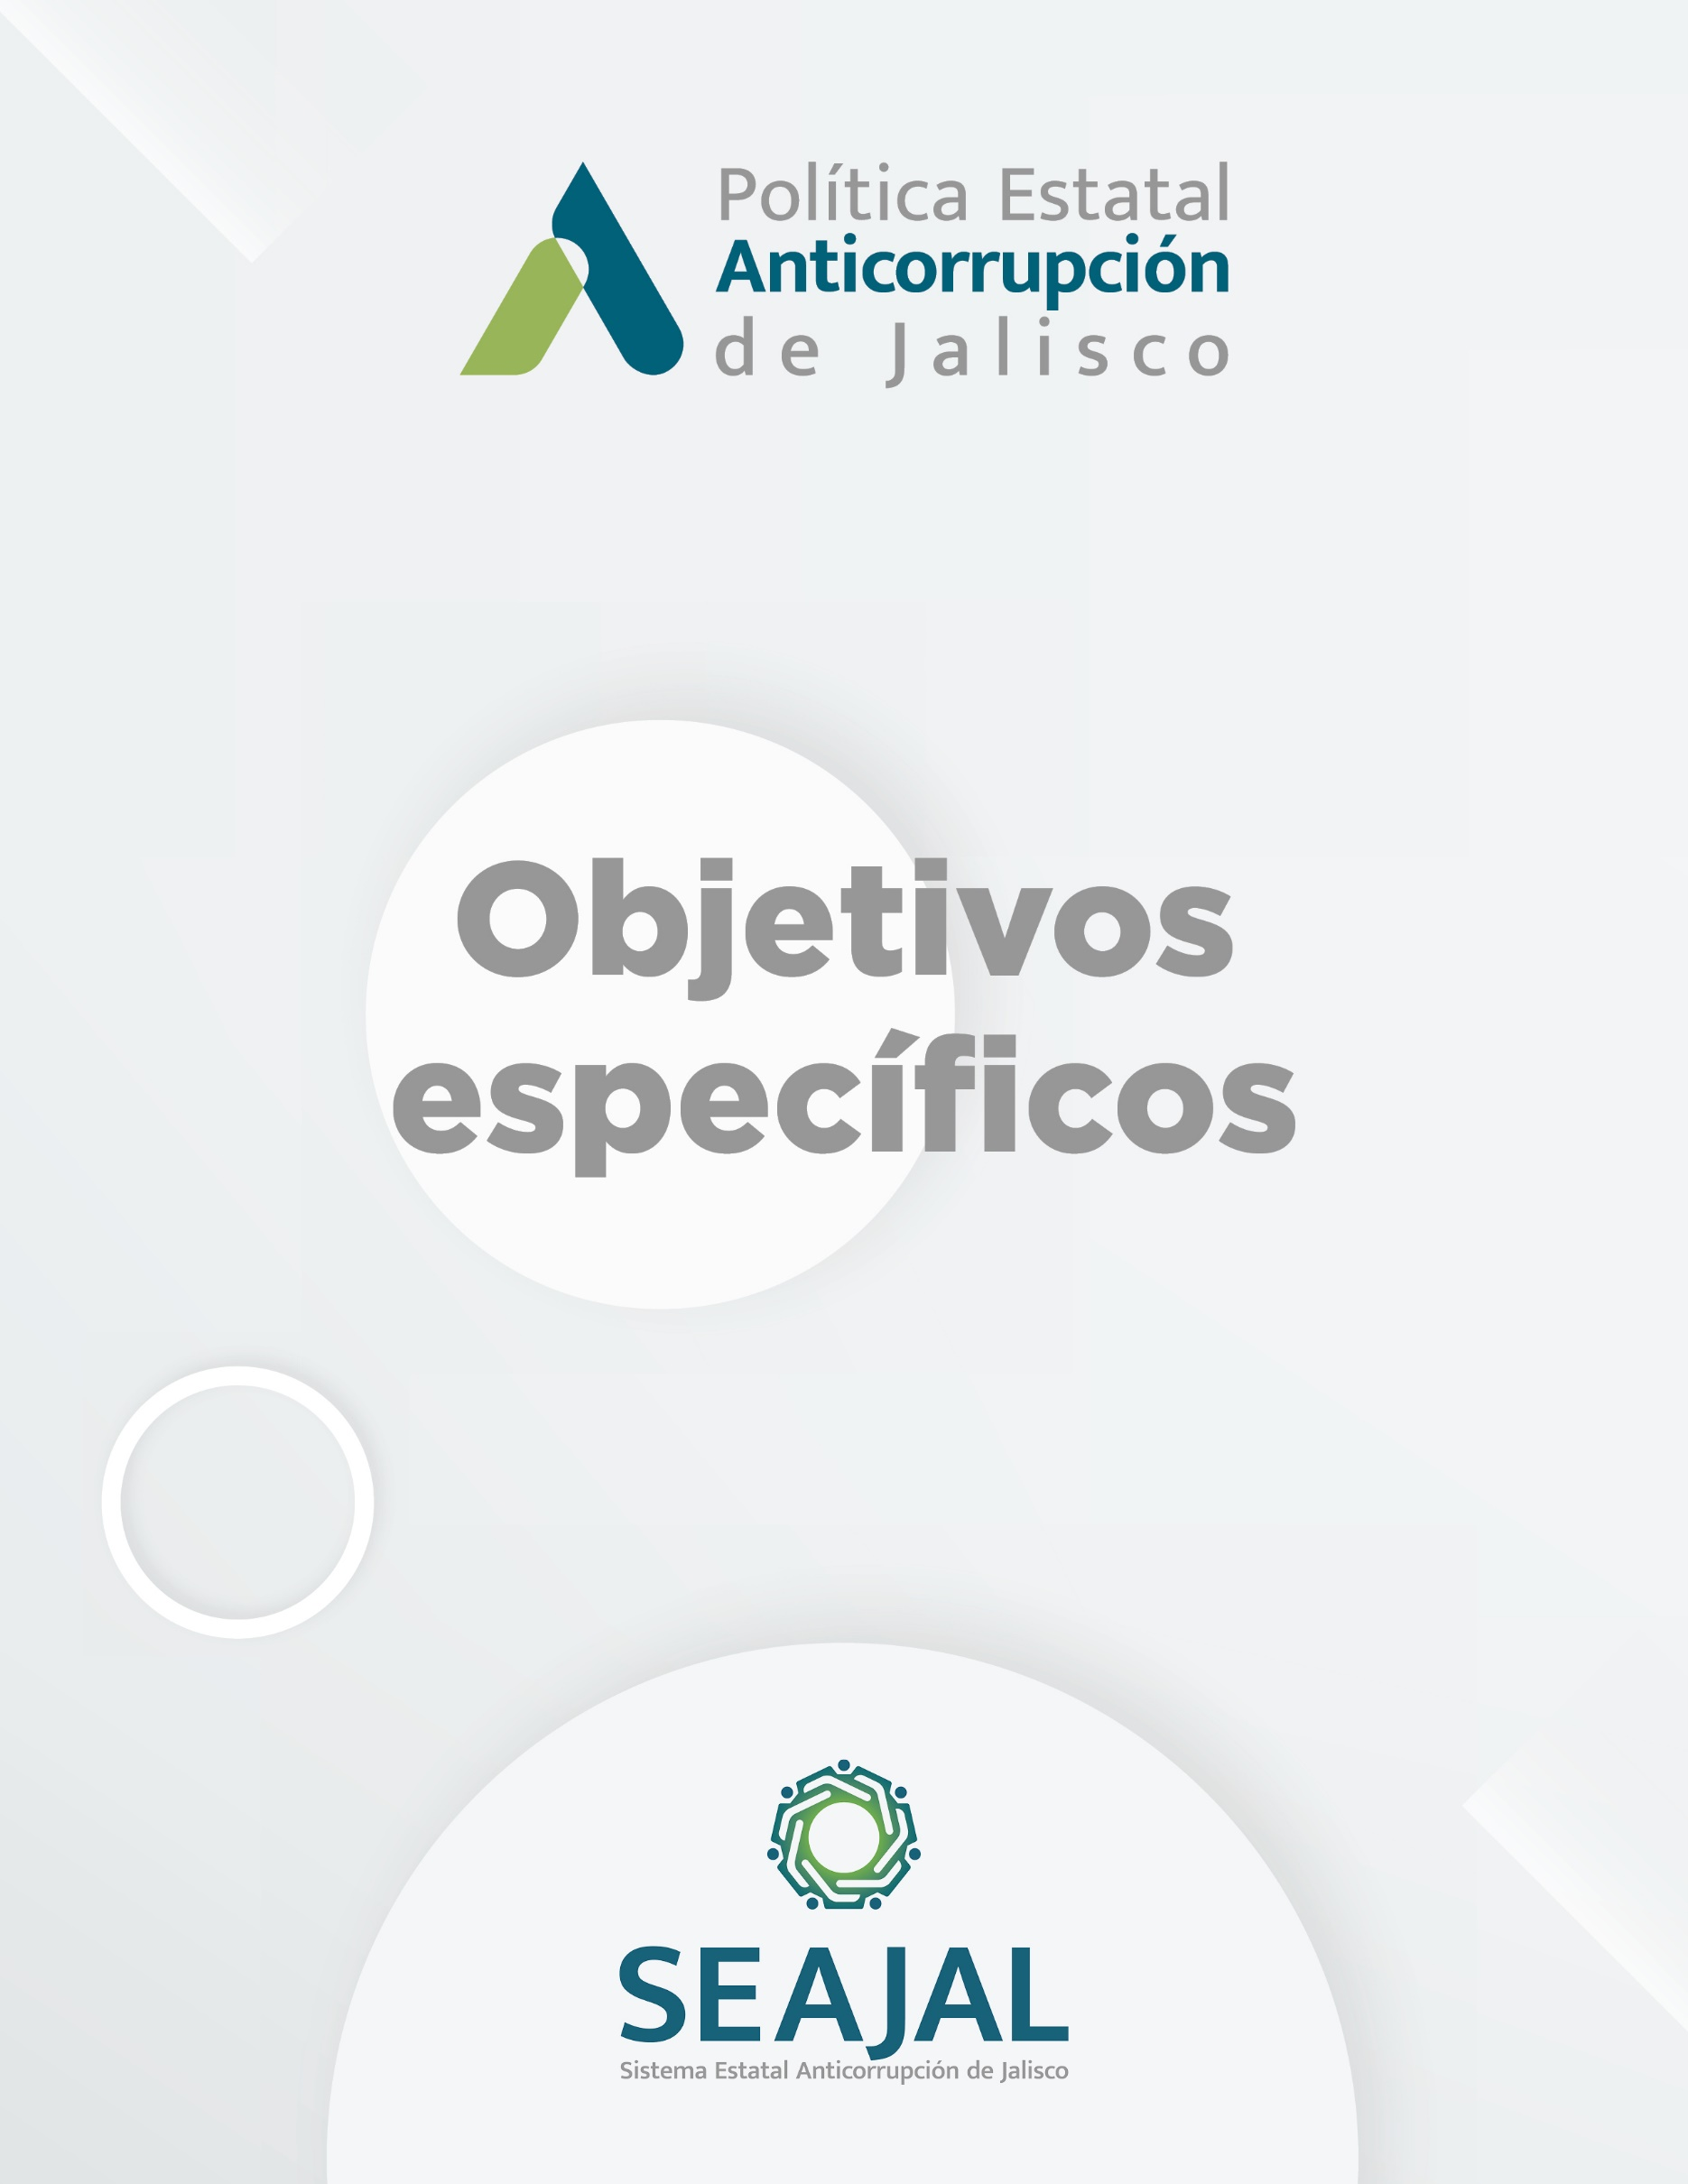 Política Estatal
Anticorrupción
de Jalisco
Objetivos
específicos
SEAJAL
Sistema Estatal Anticorrupción de Jalisco